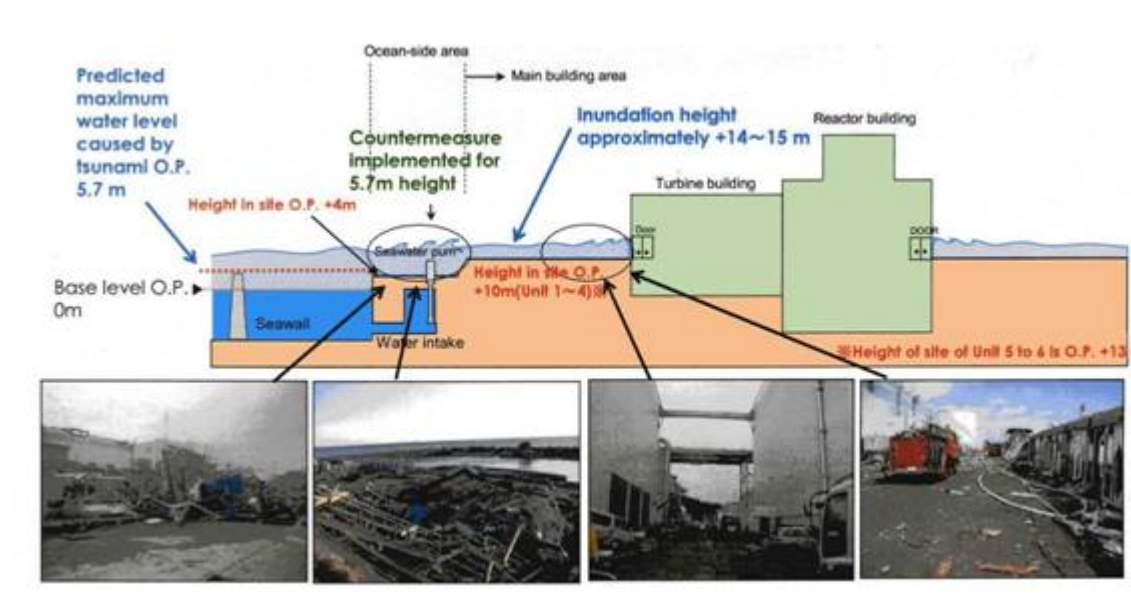 Ocean-side area
Main building area
Predicted
maximum
water level
caused by
tsunami O.P.
5.7 m
Countermeasure
implemented for
5.7m height
Inundation height
approximately +14～15 m
Reactor building
Turbine building
Height in site O.P. +4m
Door
DOOR
Seawater pum
Height in site O.P.
+10m(Unit 1～4)※
Base level O.P.
0m
Seawall
Water intake
※Height of site of Unit 5 to 6 is O.P. +13